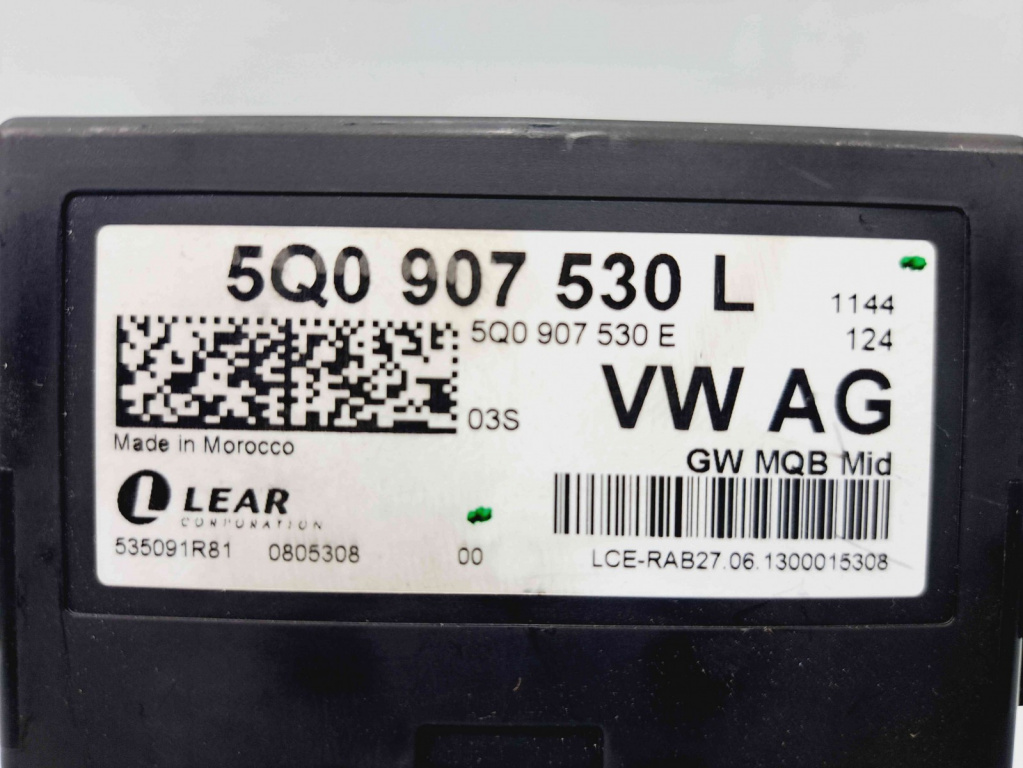 5Q0 907 530 L 1144
5Q0 907 530 E 124
03S VW AG
Made in Morocco
GW MQB Mid
LEAR
CORPORATION
535091R81 0805308 00 LCE-RAB27.06.1300015308